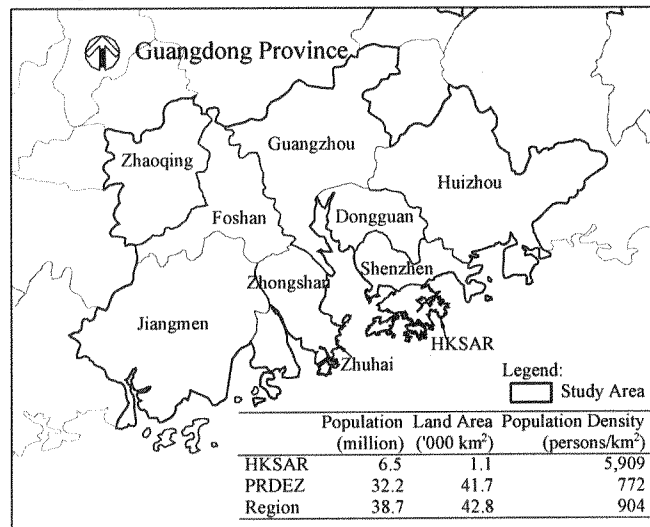 Guangdong Province
Zhaoqing
Guangzhou
Huizhou
Foshan
Dongguan
Shenzhen
Zhongshan
Jiangmen
HKSAR
Zhuhai
Legend:
Study Area
Population Land Area Population Density
(million) ('000 km²) (persons/km²)
HKSAR 6.5 1.1 5,909
PRDEZ 32.2 41.7 772
Region 38.7 42.8 904